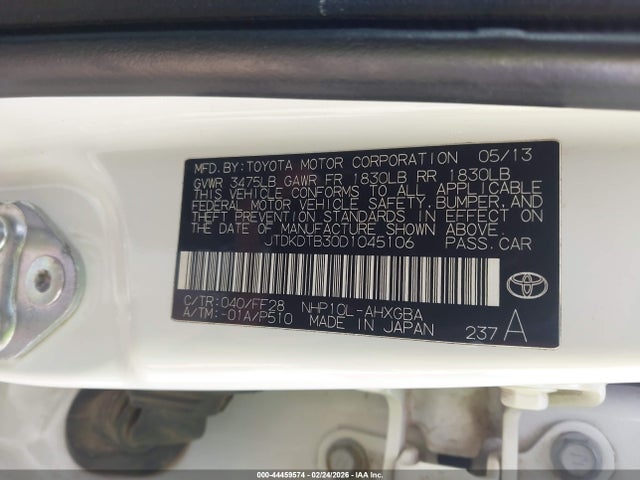 MFD. BY: TOYOTA MOTOR CORPORATION 05/13
GVWR 3475LB GAWR FR 1830LB RR 1830LB
THIS VEHICLE CONFORMS TO ALL APPLICABLE
FEDERAL MOTOR VEHICLE SAFETY, BUMPER, AND
THEFT PREVENTION STANDARDS IN EFFECT ON
THE DATE OF MANUFACTURE SHOWN ABOVE.
JTDKDTB30D1045106 PASS. CAR
C/TR: 040/FF28 NHP10L-AHXGBA
A/TM: -01A/P510 MADE IN JAPAN 237 A
000-44459574 - 02/24/2026 - IAA Inc.